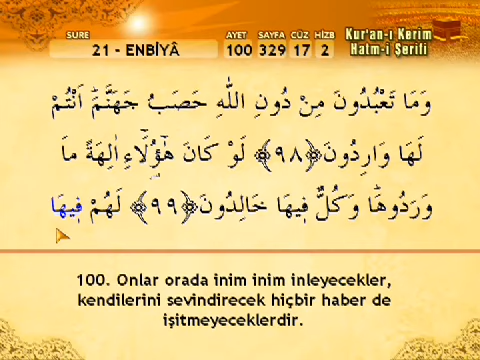 SURE AYET SAYFA CÜZ HİZB
21 - ENBİYÂ 100 329 17 2
Kur'an-ı Kerim
Hatm-i Şerifi
وَمَا تَعْبُدُونَ مِنْ دُونِ اللّٰهِ حَصَبُ جَهَنَّمَۜ اَنْتُمْ
لَهَا وَارِدُونَ ﴿٩٨﴾ لَوْ كَانَ هٰٓؤُ۬لَٓاءِ اٰلِهَةً مَا
وَرَدُوهَاۜ وَكُلٌّ ف۪يهَا خَالِدُونَ ﴿٩٩﴾ لَهُمْ ف۪يهَا
100. Onlar orada inim inim inleyecekler,
kendilerini sevindirecek hiçbir haber de
işitmeyeceklerdir.